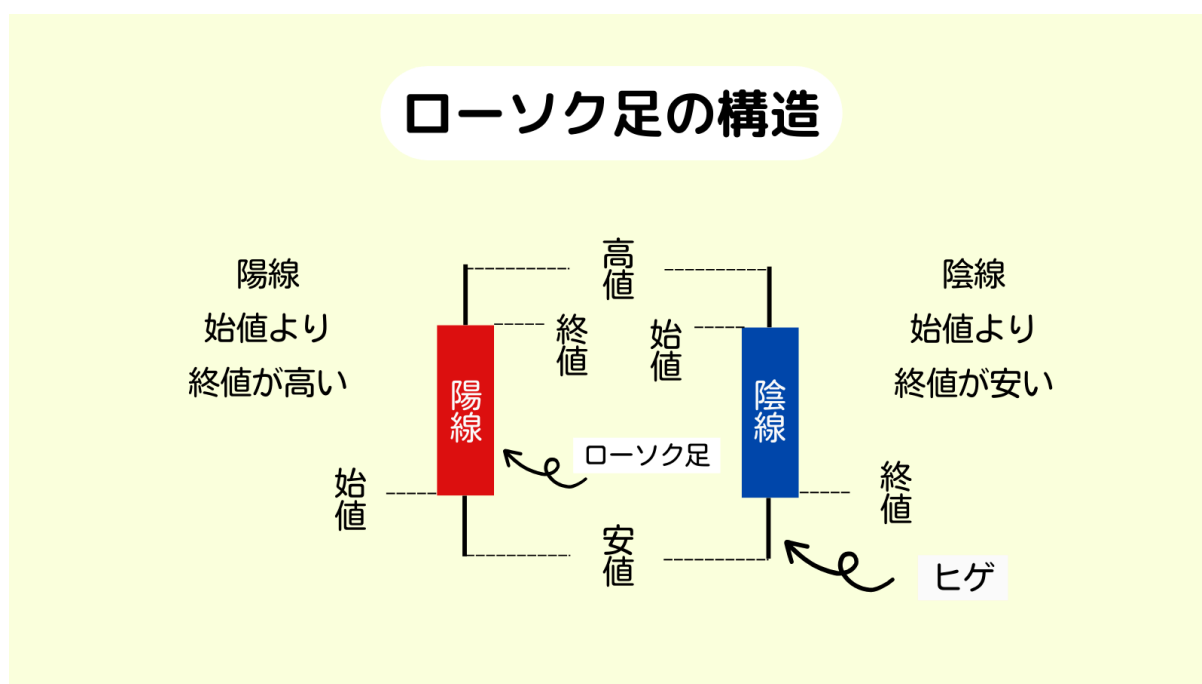 ローソク足の構造
陽線
始値より
終値が高い
高値
終値
始値
陰線
始値より
終値が安い
陽線
陰線
ローソク足
始値
終値
安値
ヒゲ